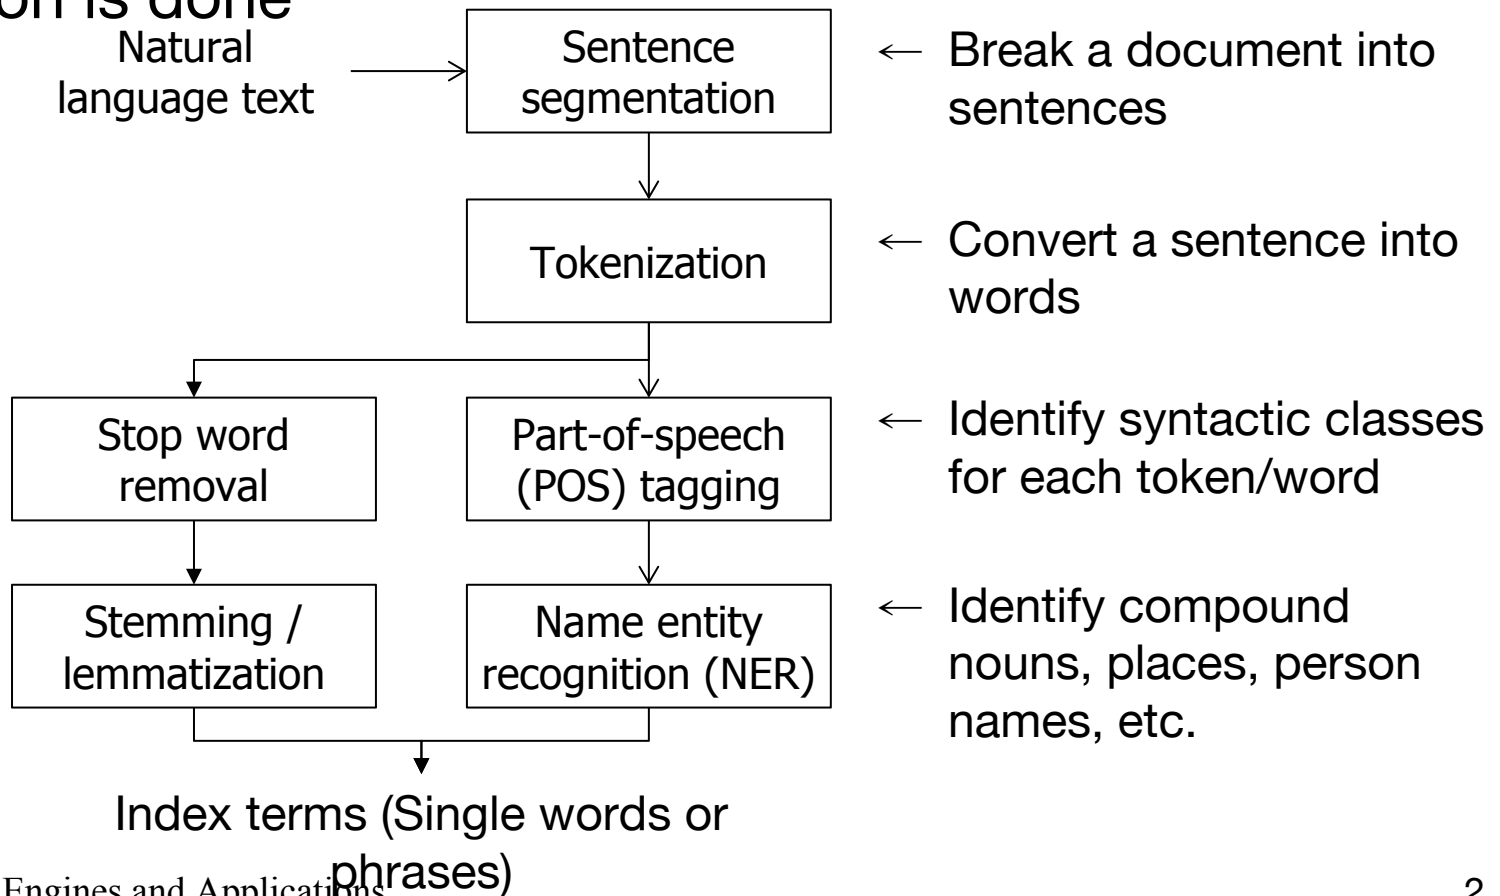 is done
Natural
language text
Sentence
segmentation
← Break a document into
sentences
Tokenization
← Convert a sentence into
words
Stop word
removal
Part-of-speech
(POS) tagging
← Identify syntactic classes
for each token/word
Stemming /
lemmatization
Name entity
recognition (NER)
← Identify compound
nouns, places, person
names, etc.
Index terms (Single words or
phrases)
Engines and Applications
2